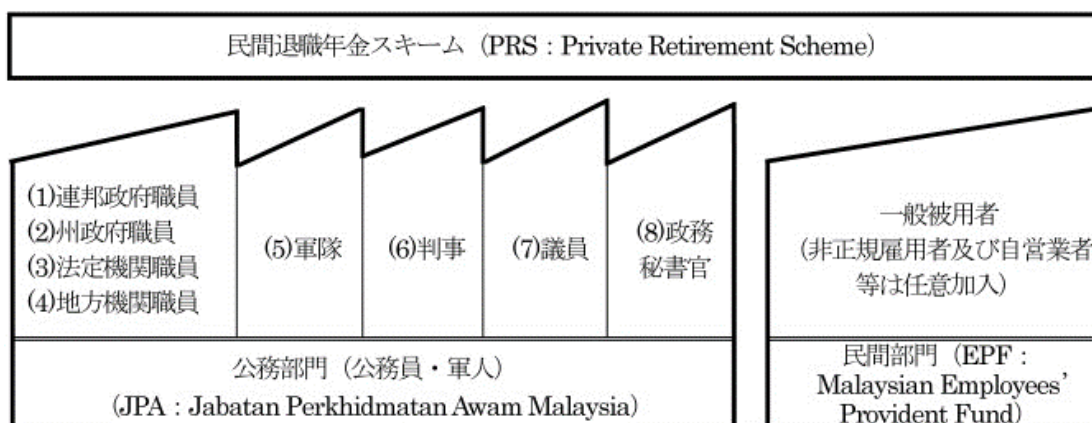 民間退職年金スキーム（PRS：Private Retirement Scheme）
(1)連邦政府職員
(2)州政府職員
(3)法定機関職員
(4)地方機関職員
(5)軍隊
(6)判事
(7)議員
(8)政務
秘書官
一般被用者
(非正規雇用者及び自営業者
等は任意加入)
公務部門（公務員・軍人）
(JPA：Jabatan Perkhidmatan Awam Malaysia)
民間部門（EPF：
Malaysian Employees’
Provident Fund）